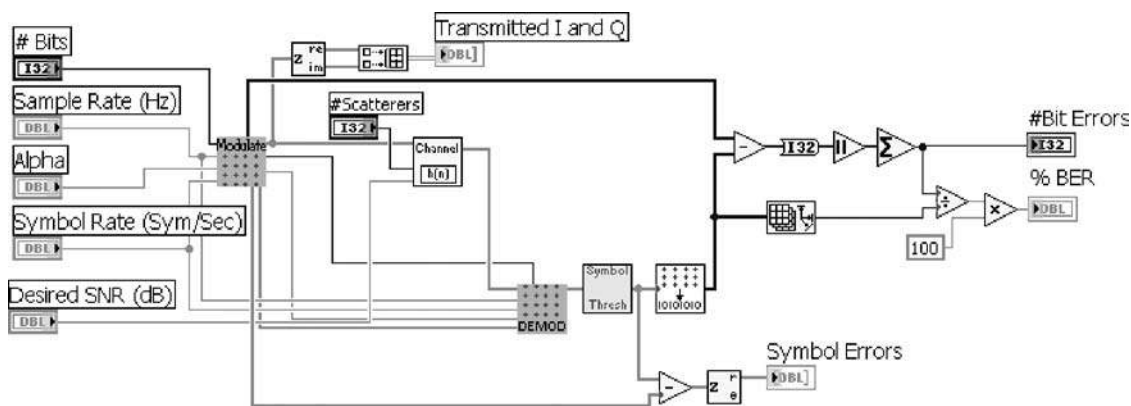 Transmitted I and Q
DBL]
# Bits
I32
z re im
Sample Rate (Hz)
DBL
#Scatterers
I32
Modulate
Channel
h(n)
Alpha
DBL
Symbol Rate (Sym/Sec)
DBL
Desired SNR (dB)
DBL
-
I32
||
Σ
#Bit Errors
I32
% BER
DBL
÷
×
100
DEMOD
Symbol
Thresh
10101010
-
z r e
Symbol Errors
DBL]